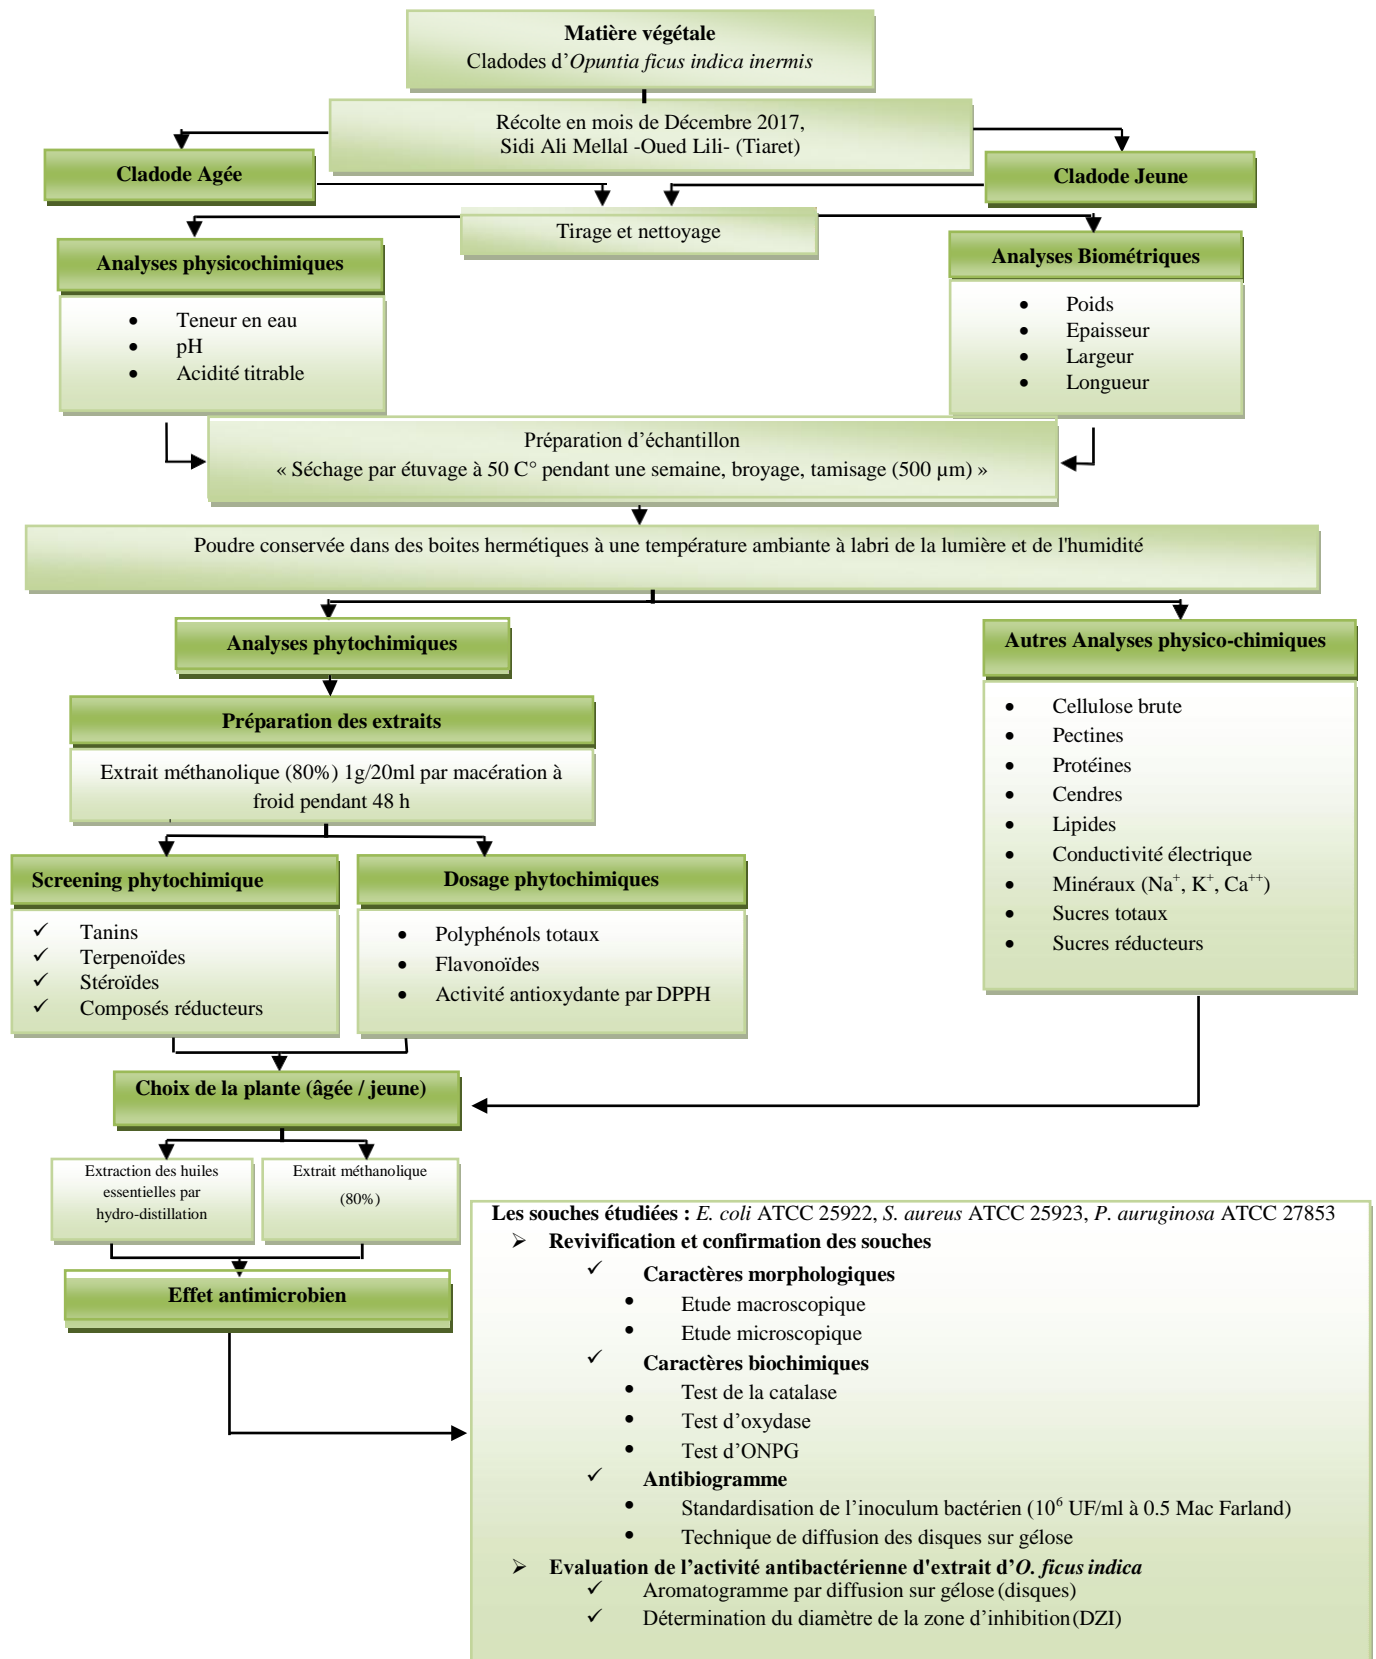 Matière végétale
Cladodes d’Opuntia ficus indica inermis
Récolte en mois de Décembre 2017,
Sidi Ali Mellal -Oued Lili- (Tiaret)
Cladode Agée
Cladode Jeune
Tirage et nettoyage
Analyses physicochimiques
• Teneur en eau
• pH
• Acidité titrable
Analyses Biométriques
• Poids
• Epaisseur
• Largeur
• Longueur
Préparation d’échantillon
« Séchage par étuvage à 50 C° pendant une semaine, broyage, tamisage (500 µm) »
Poudre conservée dans des boites hermétiques à une température ambiante à labri de la lumière et de l'humidité
Analyses phytochimiques
Préparation des extraits
Extrait méthanolique (80%) 1g/20ml par macération à
froid pendant 48 h
Screening phytochimique
✓ Tanins
✓ Terpenoïdes
✓ Stéroïdes
✓ Composés réducteurs
Dosage phytochimiques
• Polyphénols totaux
• Flavonoïdes
• Activité antioxydante par DPPH
Autres Analyses physico-chimiques
• Cellulose brute
• Pectines
• Protéines
• Cendres
• Lipides
• Conductivité électrique
• Minéraux (Na⁺, K⁺, Ca⁺⁺)
• Sucres totaux
• Sucres réducteurs
Choix de la plante (âgée / jeune)
Extraction des huiles
essentielles par
hydro-distillation
Extrait méthanolique
(80%)
Effet antimicrobien
Les souches étudiées : E. coli ATCC 25922, S. aureus ATCC 25923, P. auruginosa ATCC 27853
➢ Revivification et confirmation des souches
✓ Caractères morphologiques
• Etude macroscopique
• Etude microscopique
✓ Caractères biochimiques
• Test de la catalase
• Test d’oxydase
• Test d’ONPG
✓ Antibiogramme
• Standardisation de l’inoculum bactérien (10⁶ UF/ml à 0.5 Mac Farland)
• Technique de diffusion des disques sur gélose
➢ Evaluation de l’activité antibactérienne d'extrait d’O. ficus indica
✓ Aromatogramme par diffusion sur gélose (disques)
✓ Détermination du diamètre de la zone d’inhibition (DZI)